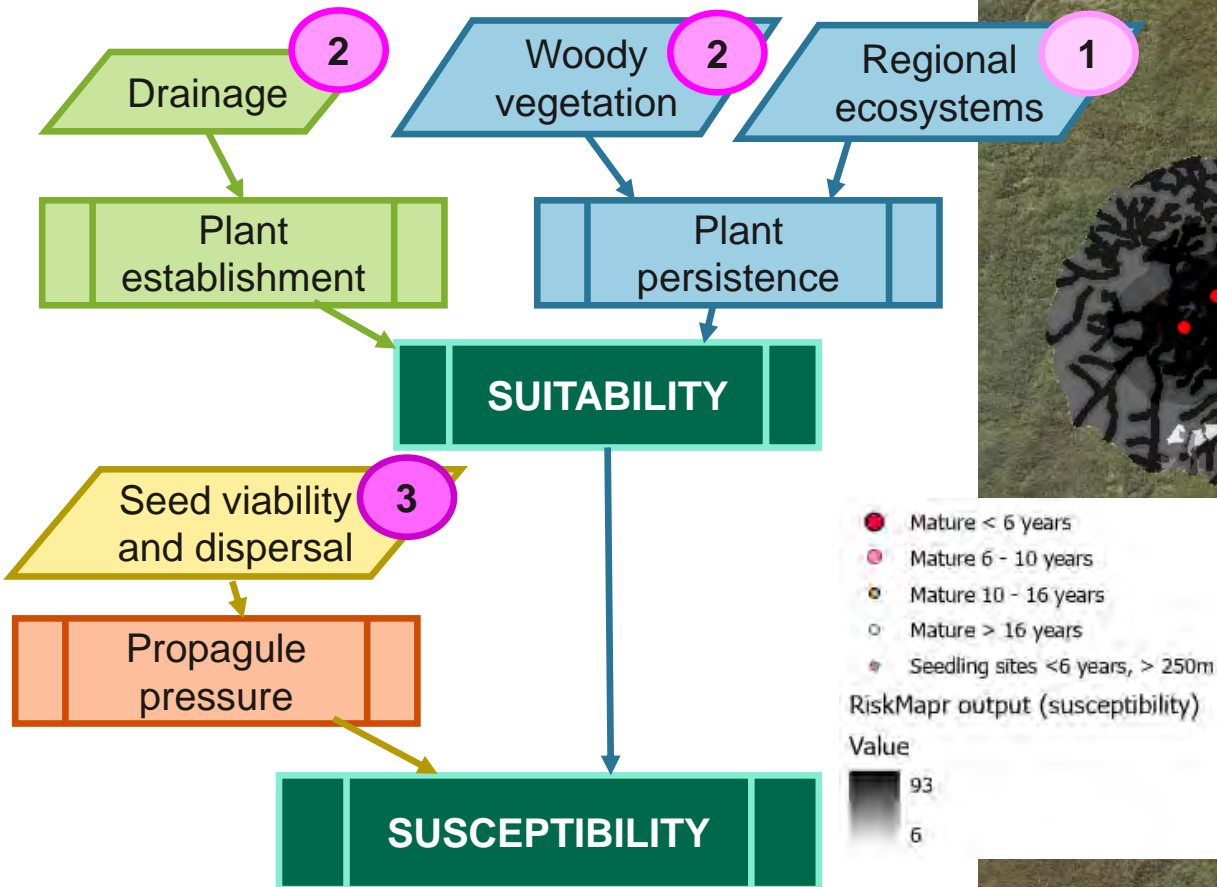 2
Drainage
Woody
vegetation
2
Regional
ecosystems
1
Plant
establishment
Plant
persistence
SUITABILITY
Seed viability
and dispersal
3
Propagule
pressure
SUSCEPTIBILITY
Mature < 6 years
Mature 6 - 10 years
Mature 10 - 16 years
Mature > 16 years
Seedling sites <6 years, > 250m
RiskMapr output (susceptibility)
Value
93
6